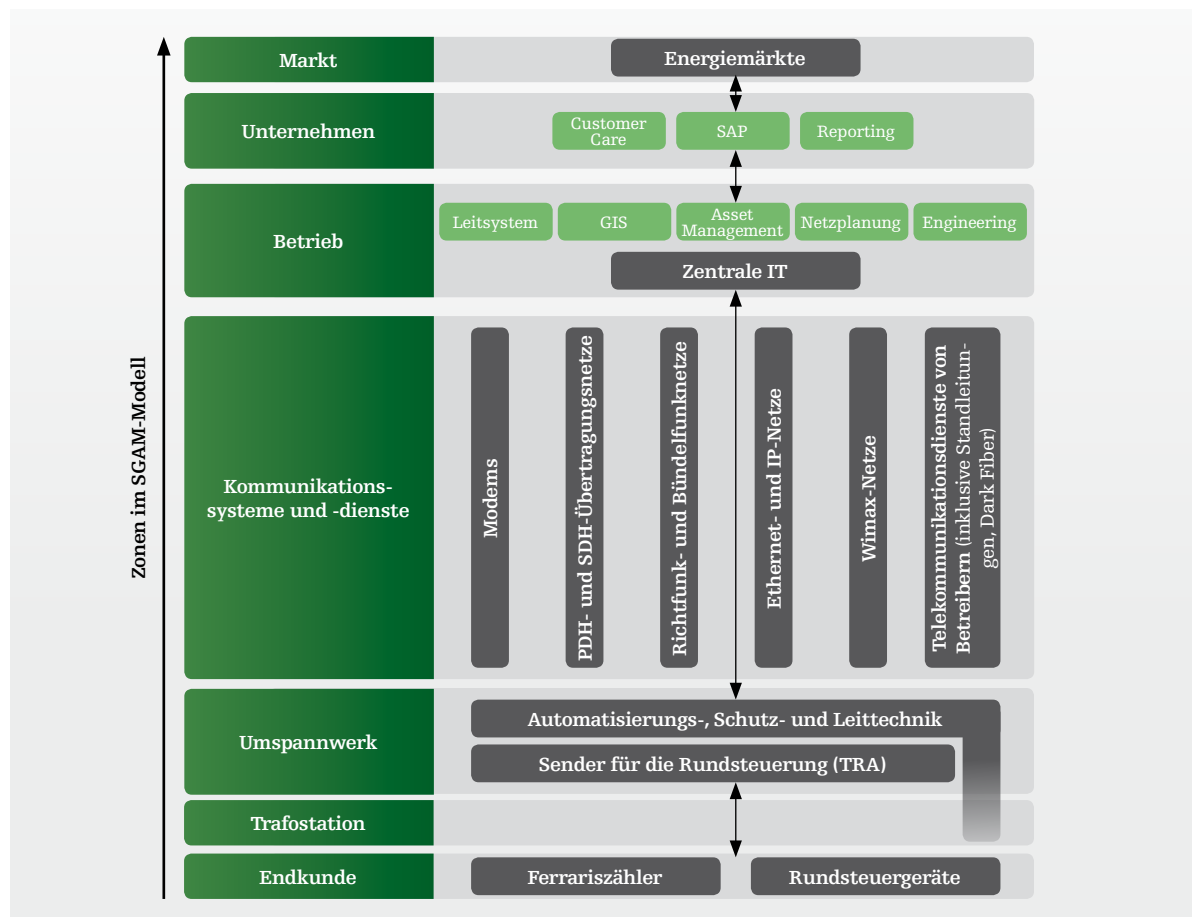 Zonen im SGAM-Modell
Markt
Energiemärkte
Unternehmen
Customer
Care
SAP
Reporting
Betrieb
Leitsystem
GIS
Asset
Management
Netzplanung
Engineering
Zentrale IT
Kommunikations-
systeme und -dienste
Modems
PDH- und SDH-Übertragungsnetze
Richtfunk- und Bündelfunknetze
Ethernet- und IP-Netze
Wimax-Netze
Telekommunikationsdienste von
Betreibern (inklusive Standleitun-
gen, Dark Fiber)
Umspannwerk
Automatisierungs-, Schutz- und Leittechnik
Sender für die Rundsteuerung (TRA)
Trafostation
Endkunde
Ferrariszähler
Rundsteuergeräte